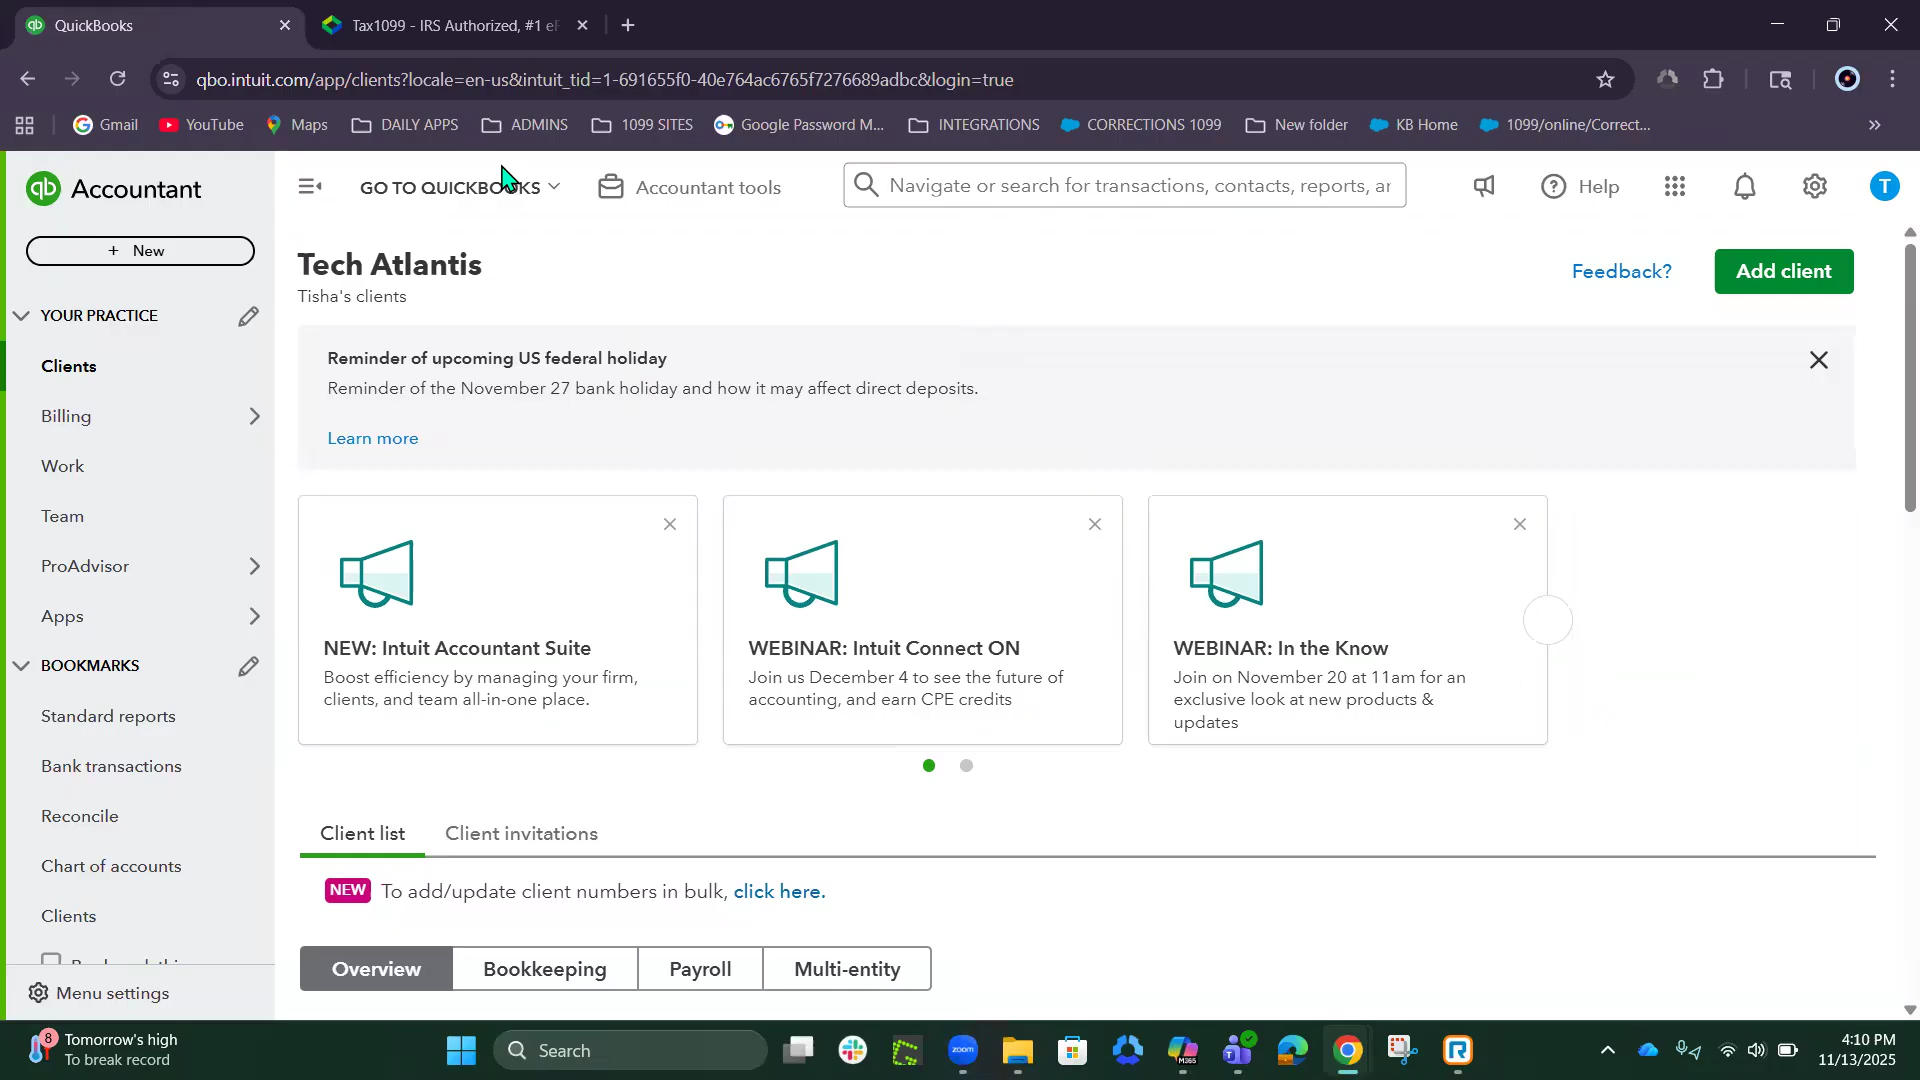 QuickBooks
Tax1099 - IRS Authorized, #1 eF
qbo.intuit.com/app/clients?locale=en-us&intuit_tid=1-691655f0-40e764ac6765f7276689adbc&login=true
Gmail
YouTube
Maps
DAILY APPS
ADMINS
1099 SITES
Google Password M...
INTEGRATIONS
CORRECTIONS 1099
New folder
KB Home
1099/online/Correct...
qb Accountant
GO TO QUICKBOOKS
Accountant tools
Navigate or search for transactions, contacts, reports, ar
Help
T
+ New
YOUR PRACTICE
Clients
Billing
Work
Team
ProAdvisor
Apps
BOOKMARKS
Standard reports
Bank transactions
Reconcile
Chart of accounts
Clients
Menu settings
Tech Atlantis
Tisha's clients
Feedback?
Add client
Reminder of upcoming US federal holiday
Reminder of the November 27 bank holiday and how it may affect direct deposits.
Learn more
NEW: Intuit Accountant Suite
Boost efficiency by managing your firm,
clients, and team all-in-one place.
WEBINAR: Intuit Connect ON
Join us December 4 to see the future of
accounting, and earn CPE credits
WEBINAR: In the Know
Join on November 20 at 11am for an
exclusive look at new products &
updates
Client list
Client invitations
NEW To add/update client numbers in bulk, click here.
Overview
Bookkeeping
Payroll
Multi-entity
8
Tomorrow's high
To break record
Search
zoom
M365
4:10 PM
11/13/2025